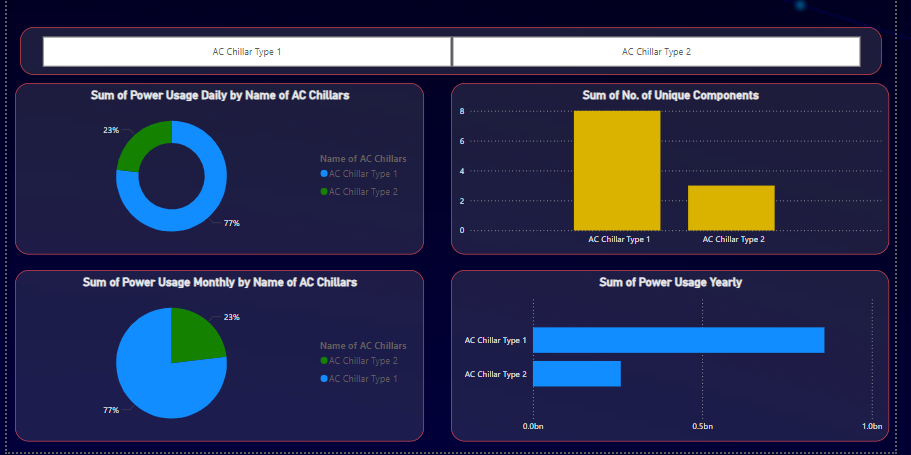 AC Chillar Type 1
AC Chillar Type 2
Sum of Power Usage Daily by Name of AC Chillars
23%
77%
Name of AC Chillars
AC Chillar Type 1
AC Chillar Type 2
Sum of No. of Unique Components
8
6
4
2
0
AC Chillar Type 1
AC Chillar Type 2
Sum of Power Usage Monthly by Name of AC Chillars
23%
77%
Name of AC Chillars
AC Chillar Type 2
AC Chillar Type 1
Sum of Power Usage Yearly
AC Chillar Type 1
AC Chillar Type 2
0.0bn
0.5bn
1.0bn